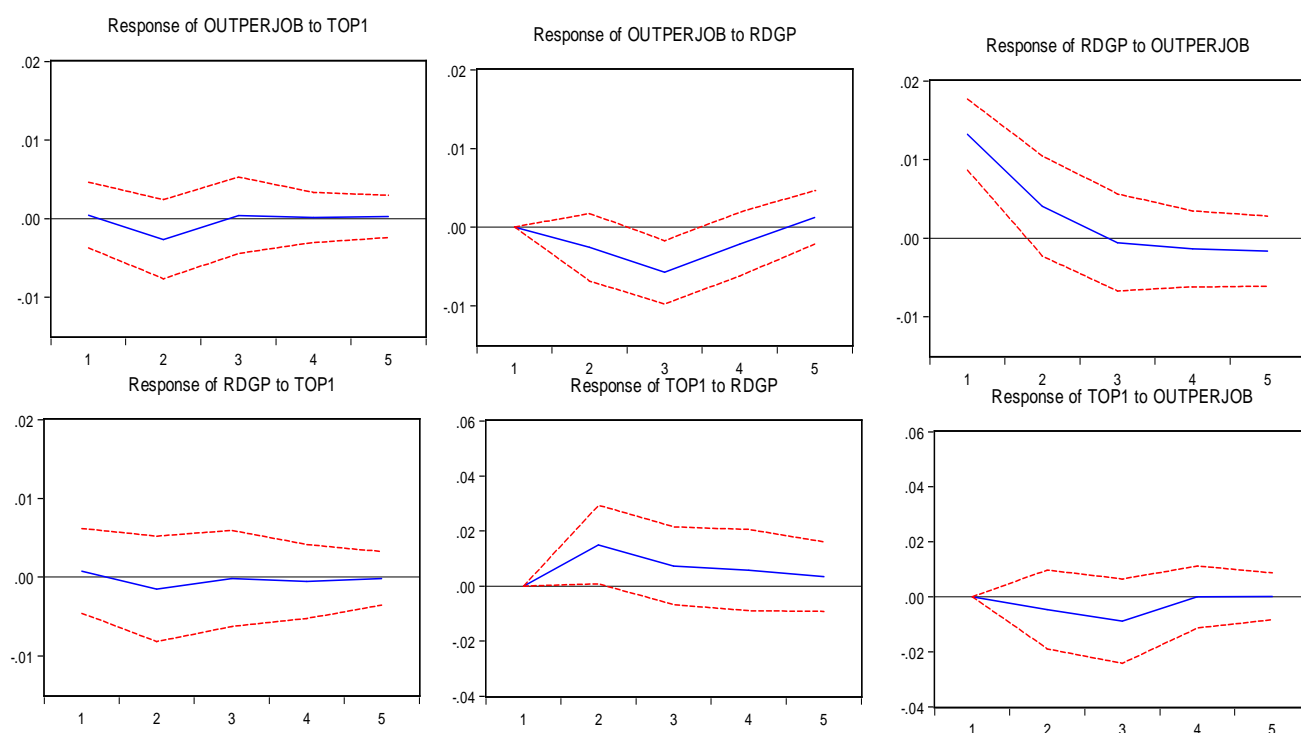 Response of OUTPERJOB to TOP1
.02
.01
.00
-.01
1 2 3 4 5
Response of OUTPERJOB to RDGP
.02
.01
.00
-.01
1 2 3 4 5
Response of RDGP to OUTPERJOB
.02
.01
.00
-.01
1 2 3 4 5
Response of RDGP to TOP1
.02
.01
.00
-.01
1 2 3 4 5
Response of TOP1 to RDGP
.06
.04
.02
.00
-.02
-.04
1 2 3 4 5
Response of TOP1 to OUTPERJOB
.06
.04
.02
.00
-.02
-.04
1 2 3 4 5